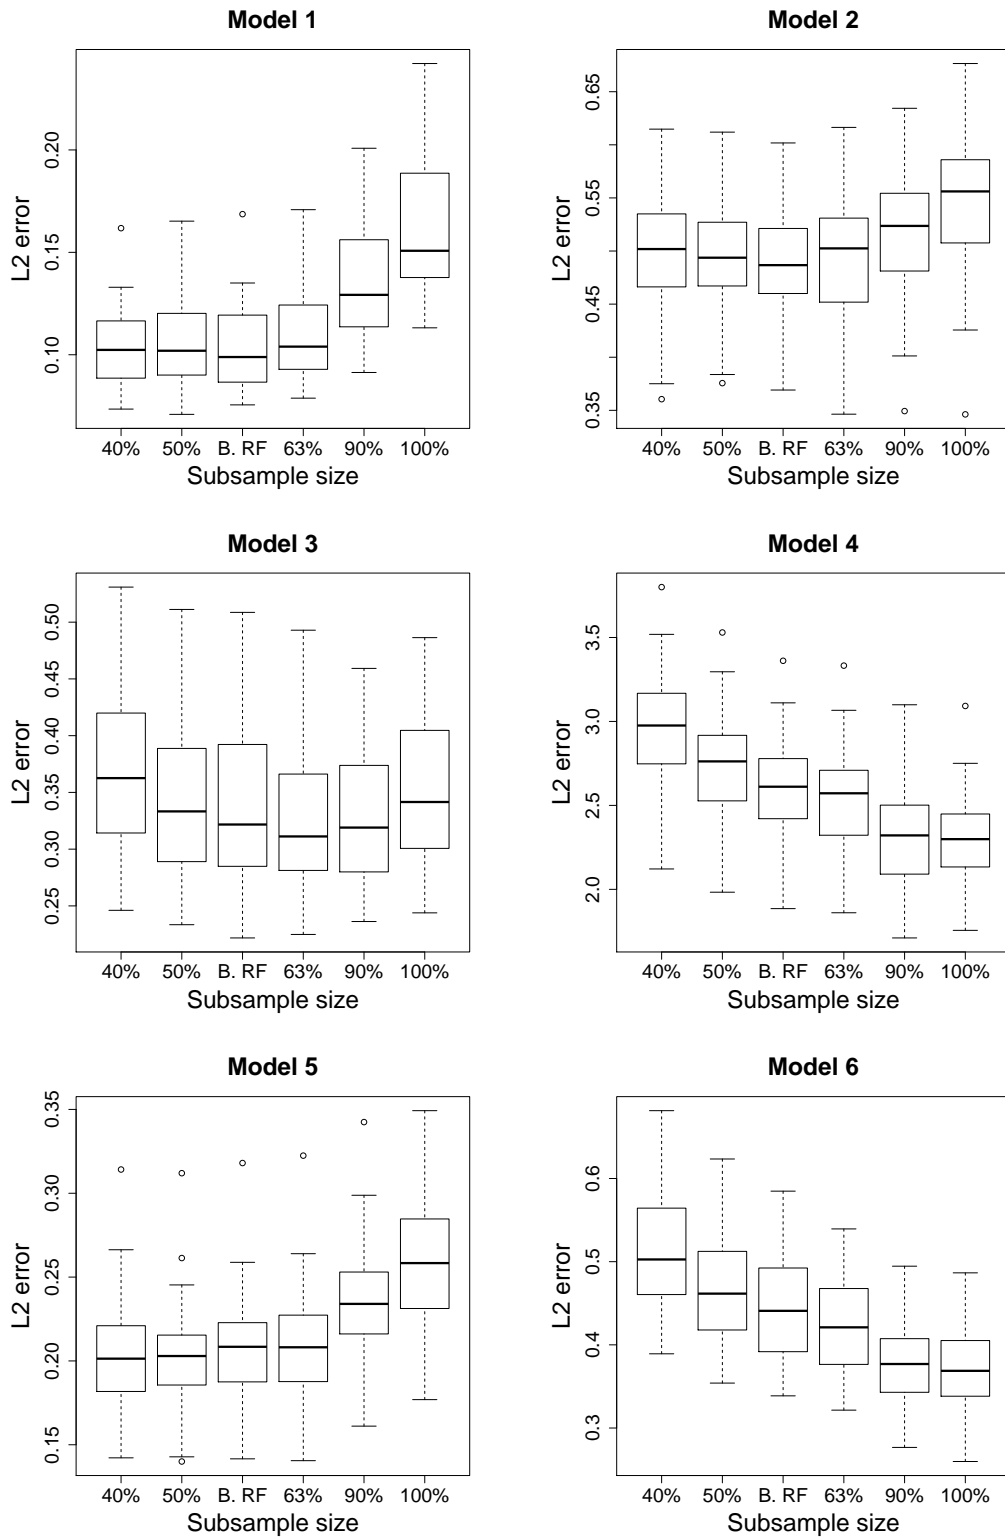 Model 1
L2 error
0.10 0.15 0.20
40% 50% B. RF 63% 90% 100%
Subsample size
Model 2
L2 error
0.35 0.45 0.55 0.65
40% 50% B. RF 63% 90% 100%
Subsample size
Model 3
L2 error
0.25 0.30 0.35 0.40 0.45 0.50
40% 50% B. RF 63% 90% 100%
Subsample size
Model 4
L2 error
2.0 2.5 3.0 3.5
40% 50% B. RF 63% 90% 100%
Subsample size
Model 5
L2 error
0.15 0.20 0.25 0.30 0.35
40% 50% B. RF 63% 90% 100%
Subsample size
Model 6
L2 error
0.3 0.4 0.5 0.6
40% 50% B. RF 63% 90% 100%
Subsample size